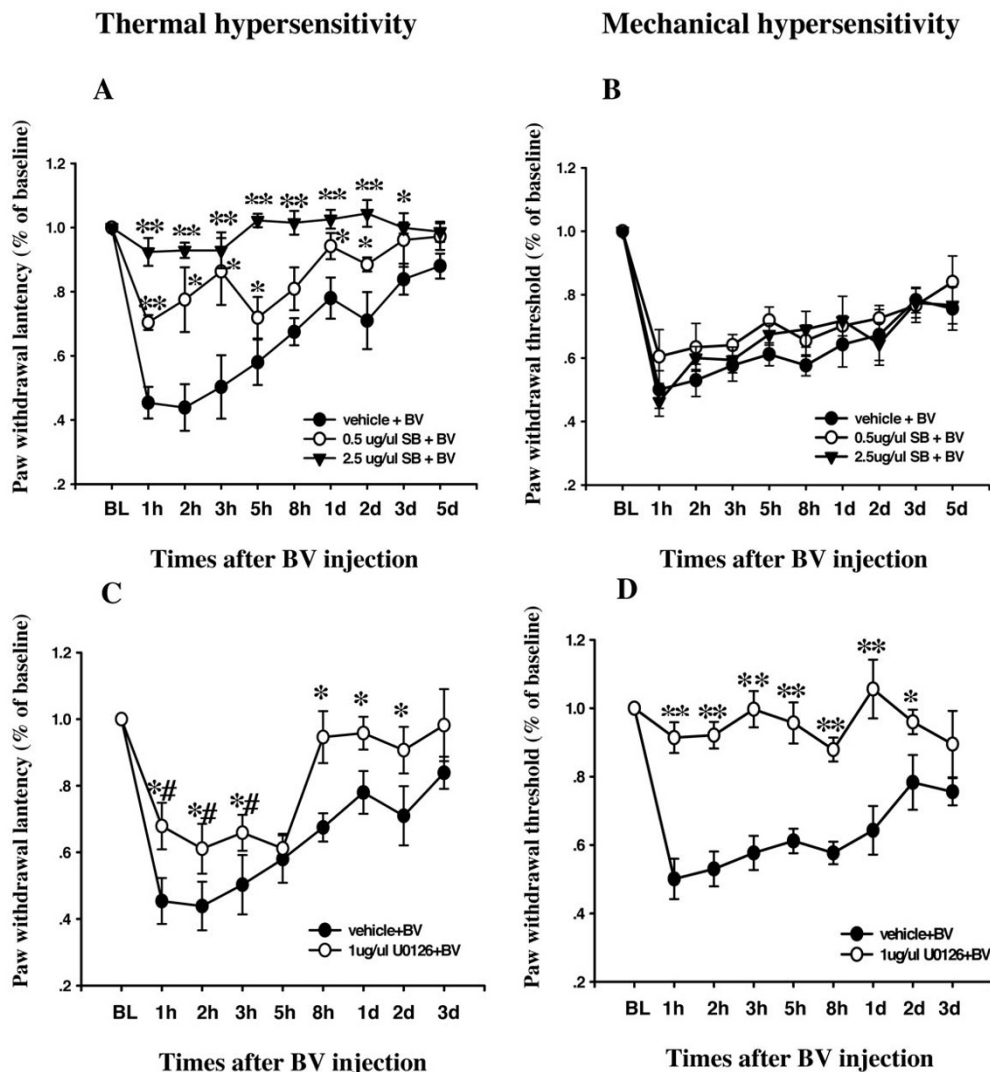 Thermal hypersensitivity
Mechanical hypersensitivity
A
Paw withdrawal lantency (% of baseline)
1.2
1.0
.8
.6
.4
.2
** ** ** ** ** ** ** *
** * * * * *
vehicle + BV
0.5 ug/ul SB + BV
2.5 ug/ul SB + BV
BL 1h 2h 3h 5h 8h 1d 2d 3d 5d
Times after BV injection
B
Paw withdrawal threshold (% of baseline)
1.2
1.0
.8
.6
.4
.2
vehicle + BV
0.5ug/ul SB + BV
2.5ug/ul SB + BV
BL 1h 2h 3h 5h 8h 1d 2d 3d 5d
Times after BV injection
C
Paw withdrawal lantency (% of baseline)
1.2
1.0
.8
.6
.4
.2
*# *# *# * * *
vehicle+BV
1ug/ul U0126+BV
BL 1h 2h 3h 5h 8h 1d 2d 3d
Times after BV injection
D
Paw withdrawal threshold (% of baseline)
1.2
1.0
.8
.6
.4
.2
** ** ** ** ** ** *
vehicle+BV
1ug/ul U0126+BV
BL 1h 2h 3h 5h 8h 1d 2d 3d
Times after BV injection